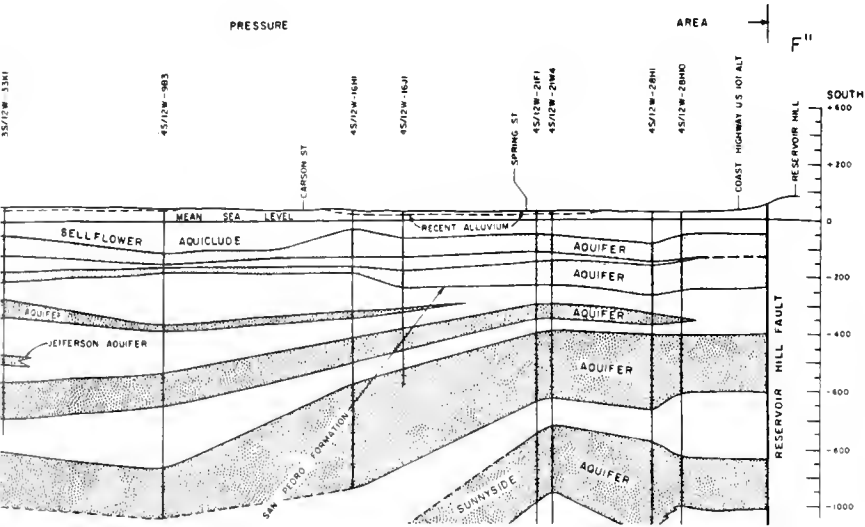 PRESSURE
AREA
F"
3S/12W-33K1
4S/12W-9B3
4S/12W-16H1
4S/12W-16J1
4S/12W-21F1
4S/12W-21W4
4S/12W-28H1
4S/12W-28H10
COAST HIGHWAY U S 101 ALT
RESERVOIR HILL
SOUTH
+600
CARSON ST
SPRING ST
+200
MEAN SEA LEVEL
0
RECENT ALLUVIUM
BELLFLOWER AQUICLUDE
AQUIFER
AQUIFER
-200
AQUIFER
AQUIFER
JEFFERSON AQUIFER
-400
AQUIFER
RESERVOIR HILL FAULT
-600
SAN PEDRO FORMATION
SUNNYSIDE
AQUIFER
-800
-1000